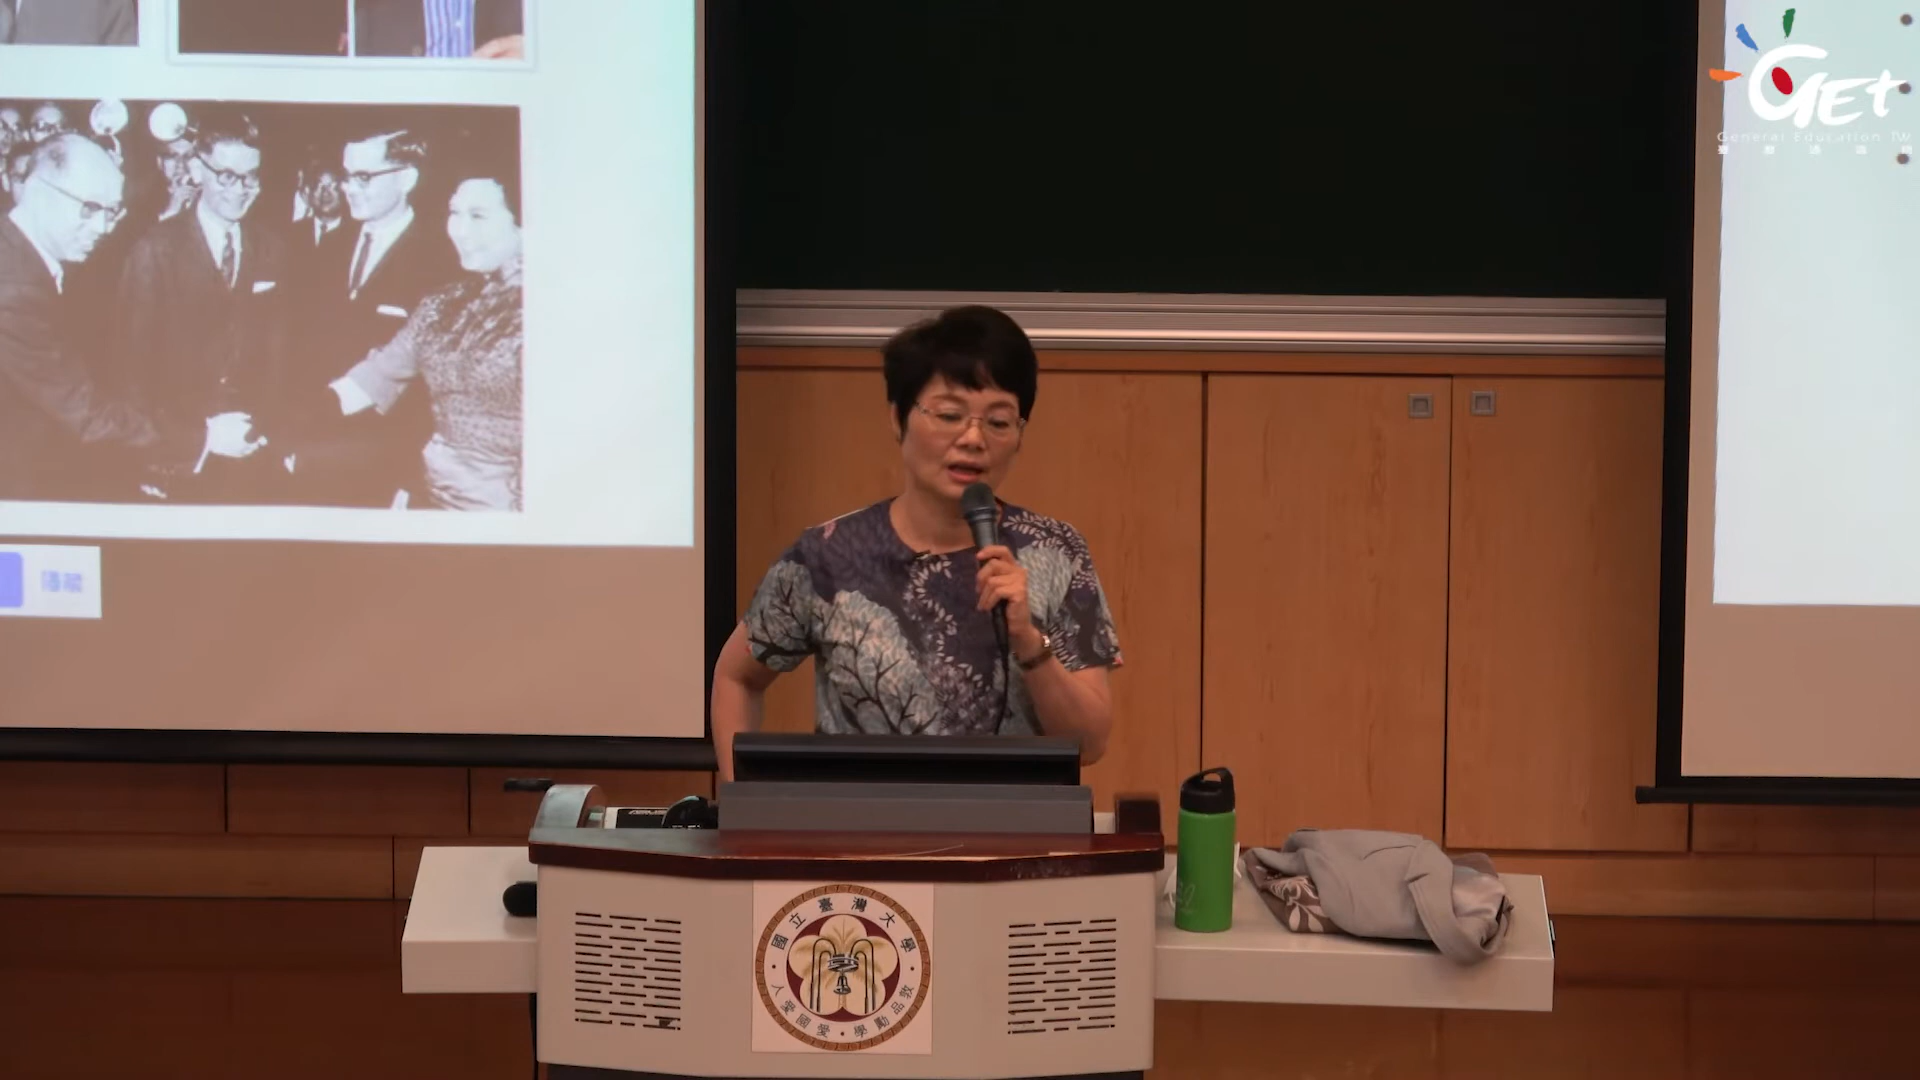 GET
General Education TW
臺灣通識網
隱藏
國立臺灣大學
敦品勵學・愛國愛人